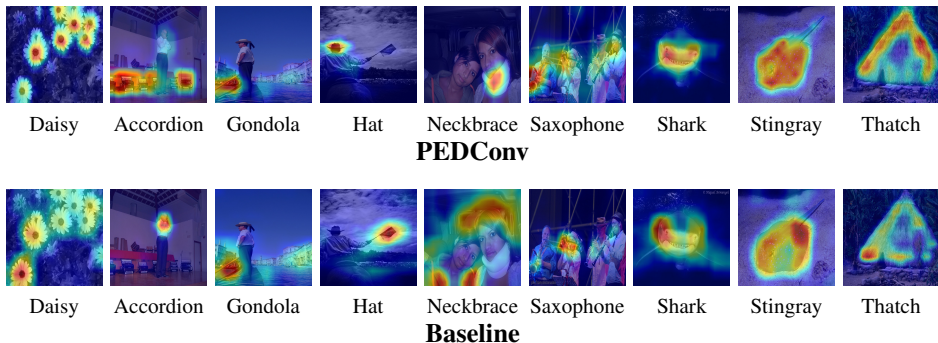 Daisy Accordion Gondola Hat Neckbrace Saxophone Shark Stingray Thatch
PEDConv
Daisy Accordion Gondola Hat Neckbrace Saxophone Shark Stingray Thatch
Baseline